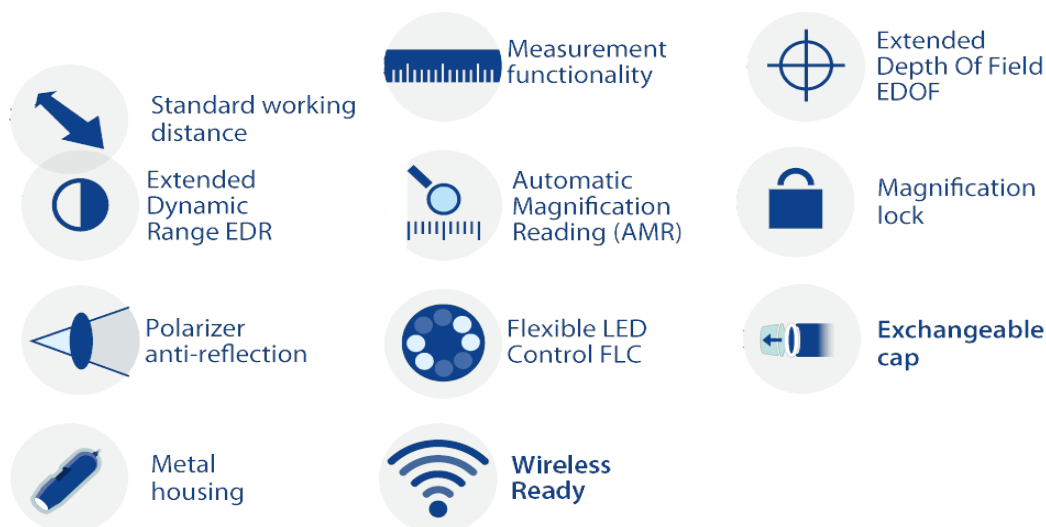 Measurement
functionality
Extended
Depth Of Field
EDOF
Standard working
distance
Extended
Dynamic
Range EDR
Automatic
Magnification
Reading (AMR)
Magnification
lock
Polarizer
anti-reflection
Flexible LED
Control FLC
Exchangeable
cap
Metal
housing
Wireless
Ready